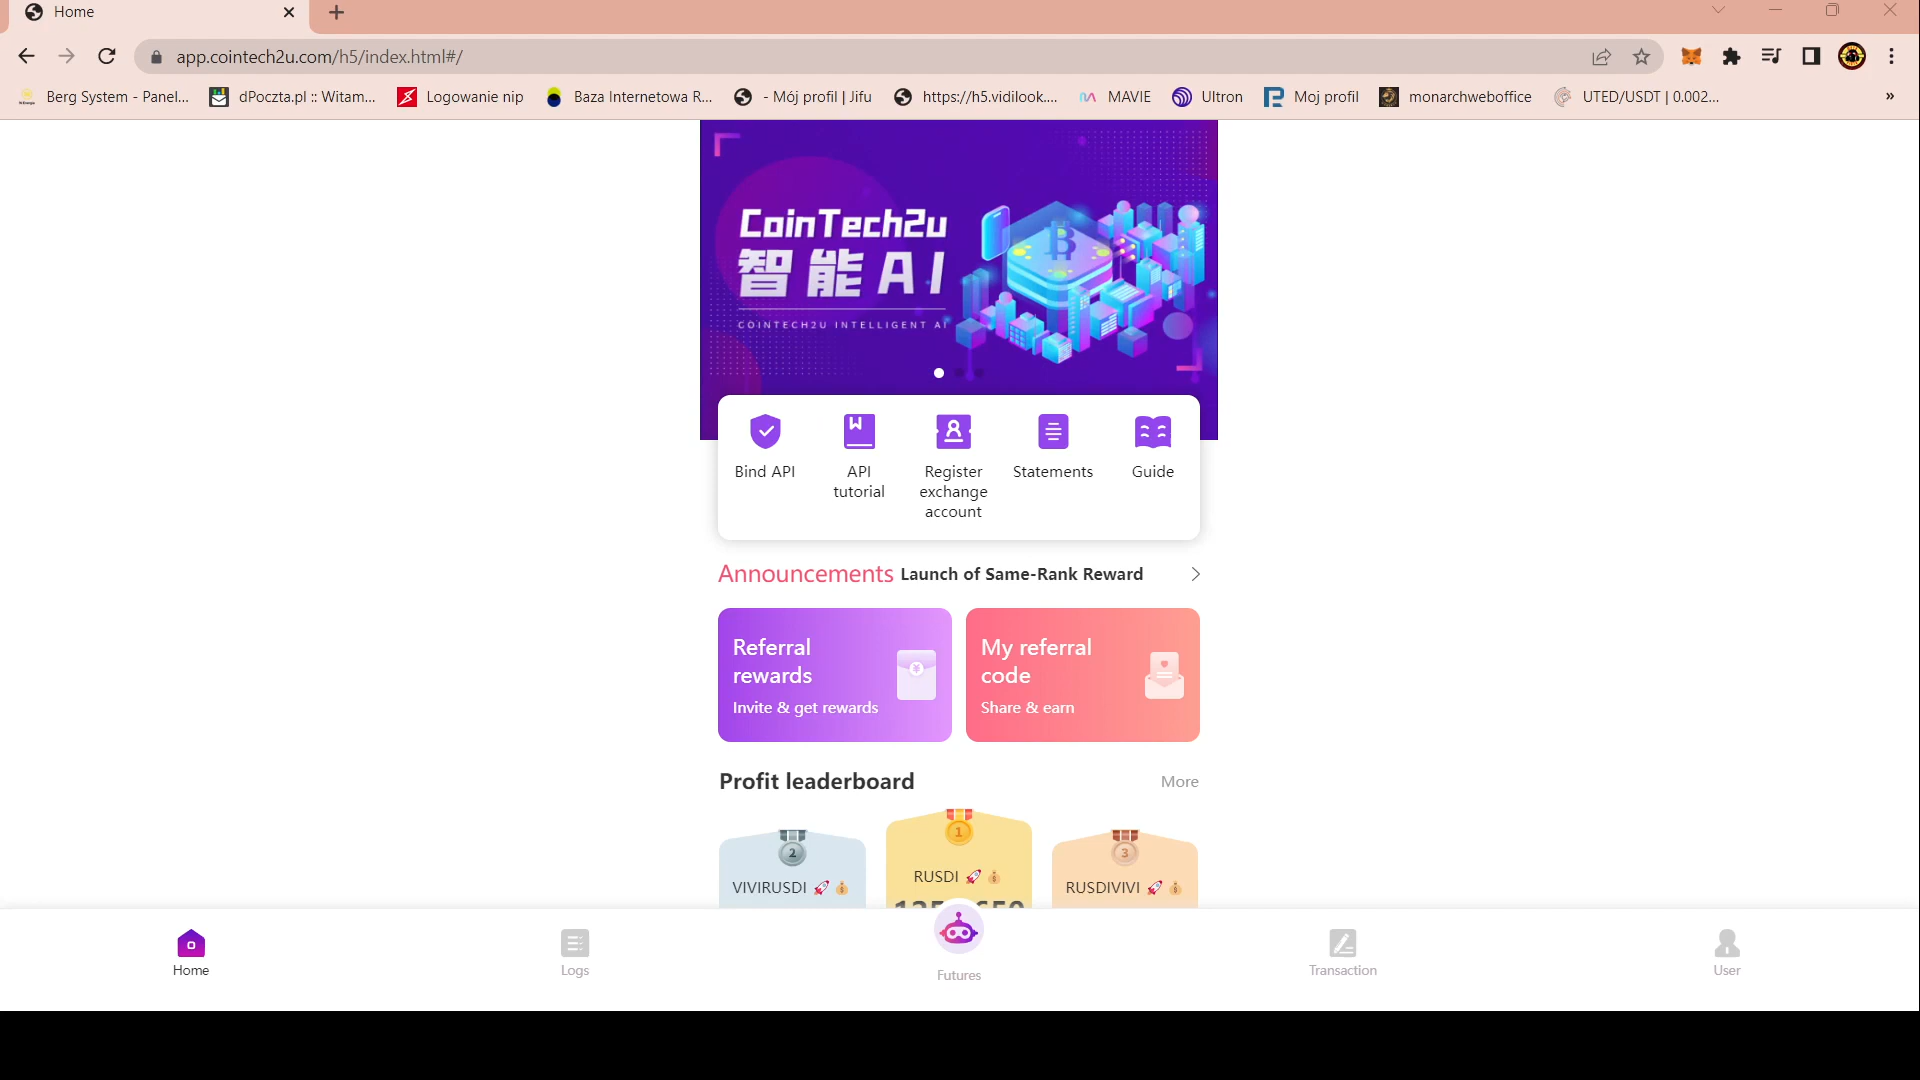 Home
app.cointech2u.com/h5/index.html#/
Berg System - Panel... dPoczta.pl :: Witam... Logowanie nip Baza Internetowa R... - Mój profil | Jifu https://h5.vidilook.... MAVIE Ultron Moj profil monarchweboffice UTED/USDT | 0.002... »
CoinTech2u
智能AI
COINTECH2U INTELLIGENT AI
Bind API
API
tutorial
Register
exchange
account
Statements
Guide
Announcements Launch of Same-Rank Reward
Referral
rewards
Invite & get rewards
My referral
code
Share & earn
Profit leaderboard More
2
VIVIRUSDI 🚀💰
1
RUSDI 🚀💰
3
RUSDIVIVI 🚀💰
Home
Logs
Futures
Transaction
User